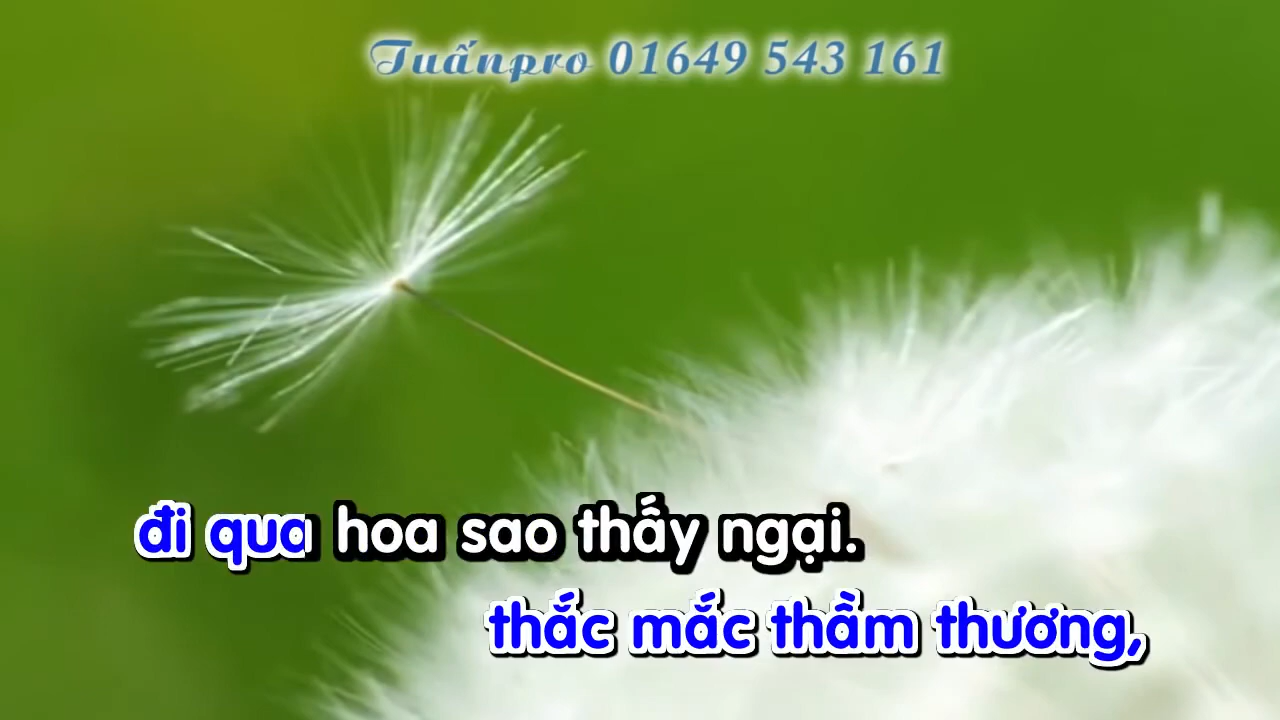 Tuấnpro 01649 543 161
đi qua hoa sao thấy ngại.
thắc mắc thầm thương,